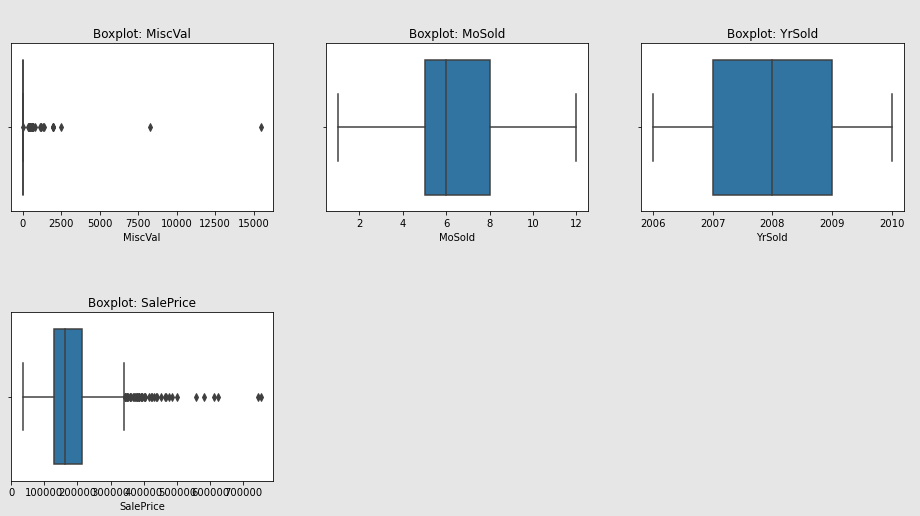 Boxplot: MiscVal
Boxplot: MoSold
Boxplot: YrSold
0 2500 5000 7500 10000 12500 15000
2 4 6 8 10 12
2006 2007 2008 2009 2010
MiscVal
MoSold
YrSold
Boxplot: SalePrice
0 100000 200000 300000 400000 500000 600000 700000
SalePrice